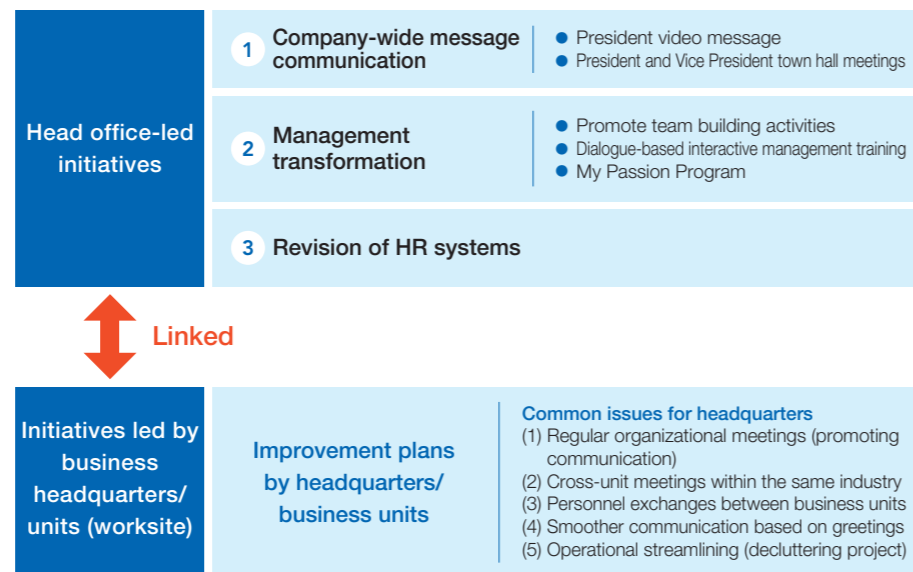 Head office-led
initiatives
1
Company-wide message
communication
● President video message
● President and Vice President town hall meetings
2
Management
transformation
● Promote team building activities
● Dialogue-based interactive management training
● My Passion Program
3
Revision of HR systems
Linked
Initiatives led by
business
headquarters/
units (worksite)
Improvement plans
by headquarters/
business units
Common issues for headquarters
(1) Regular organizational meetings (promoting
communication)
(2) Cross-unit meetings within the same industry
(3) Personnel exchanges between business units
(4) Smoother communication based on greetings
(5) Operational streamlining (decluttering project)